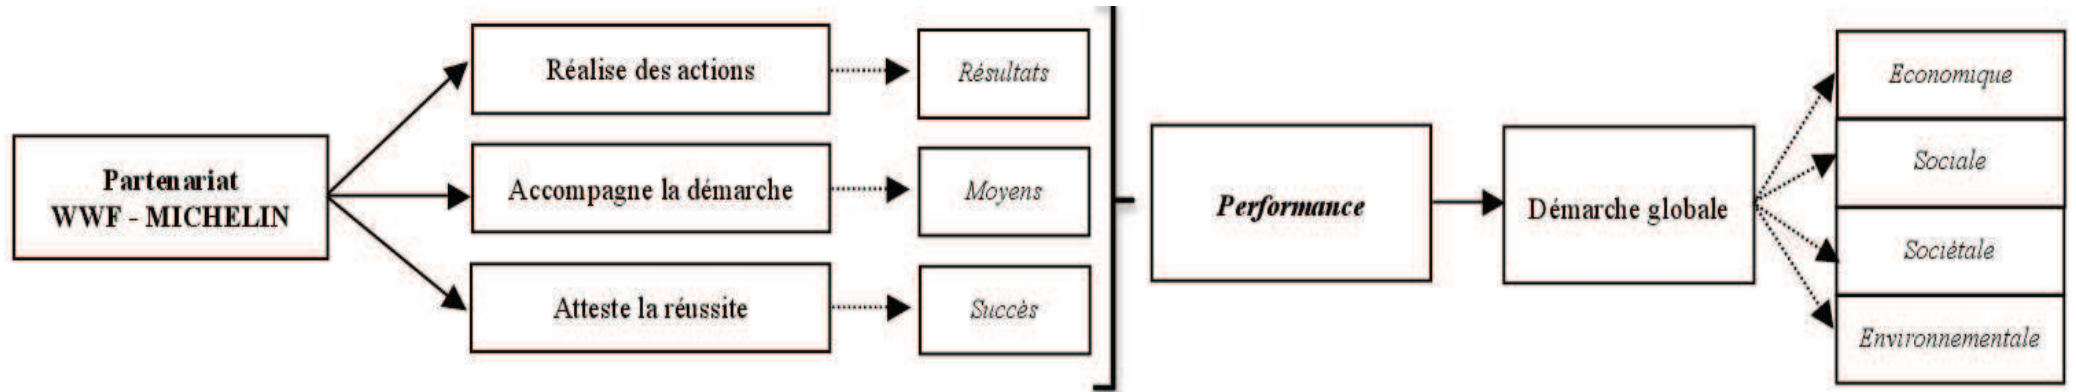 Partenariat
WWF - MICHELIN
Réalise des actions
Accompagne la démarche
Atteste la réussite
Résultats
Moyens
Succès
Performance
Démarche globale
Economique
Sociale
Sociétale
Environnementale